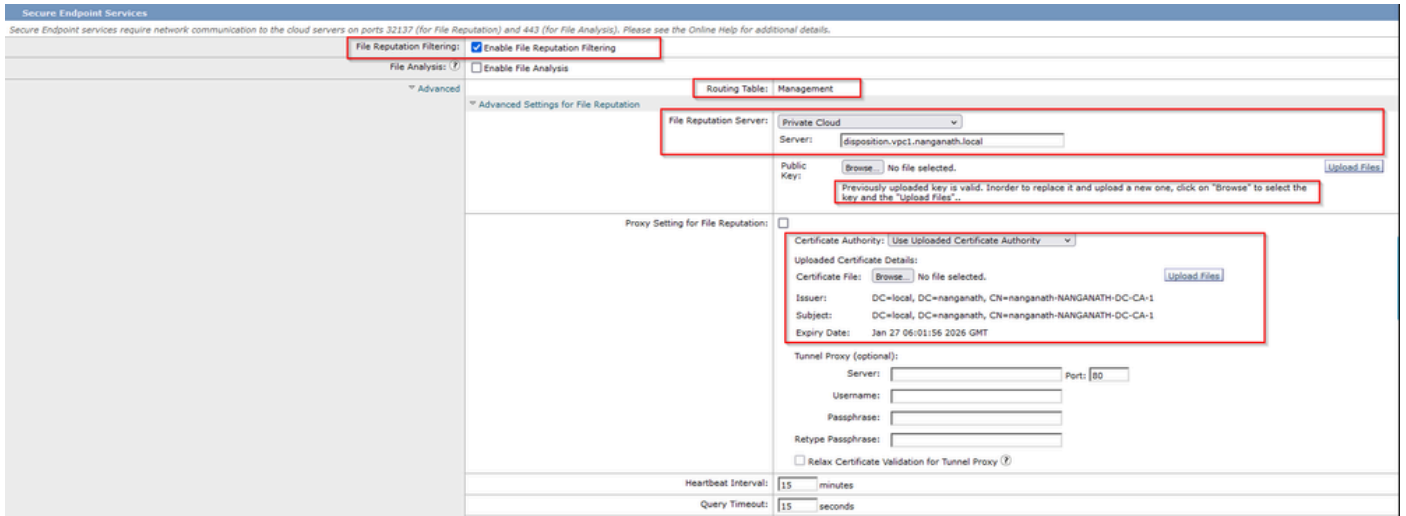 Secure Endpoint Services
Secure Endpoint services require network communication to the cloud servers on ports 32137 (for File Reputation) and 443 (for File Analysis). Please see the Online Help for additional details.
File Reputation Filtering: Enable File Reputation Filtering
File Analysis: ? Enable File Analysis
Advanced Routing Table: Management
Advanced Settings for File Reputation
File Reputation Server: Private Cloud
Server: disposition.vpc1.nanganath.local
Public Key: Browse... No file selected. Upload Files
Previously uploaded key is valid. Inorder to replace it and upload a new one, click on "Browse" to select the
key and the "Upload Files"..
Proxy Setting for File Reputation:
Certificate Authority: Use Uploaded Certificate Authority
Uploaded Certificate Details:
Certificate File: Browse... No file selected. Upload Files
Issuer: DC=local, DC=nanganath, CN=nanganath-NANGANATH-DC-CA-1
Subject: DC=local, DC=nanganath, CN=nanganath-NANGANATH-DC-CA-1
Expiry Date: Jan 27 06:01:56 2026 GMT
Tunnel Proxy (optional):
Server: Port: 80
Username:
Passphrase:
Retype Passphrase:
Relax Certificate Validation for Tunnel Proxy ?
Heartbeat Interval: 15 minutes
Query Timeout: 15 seconds